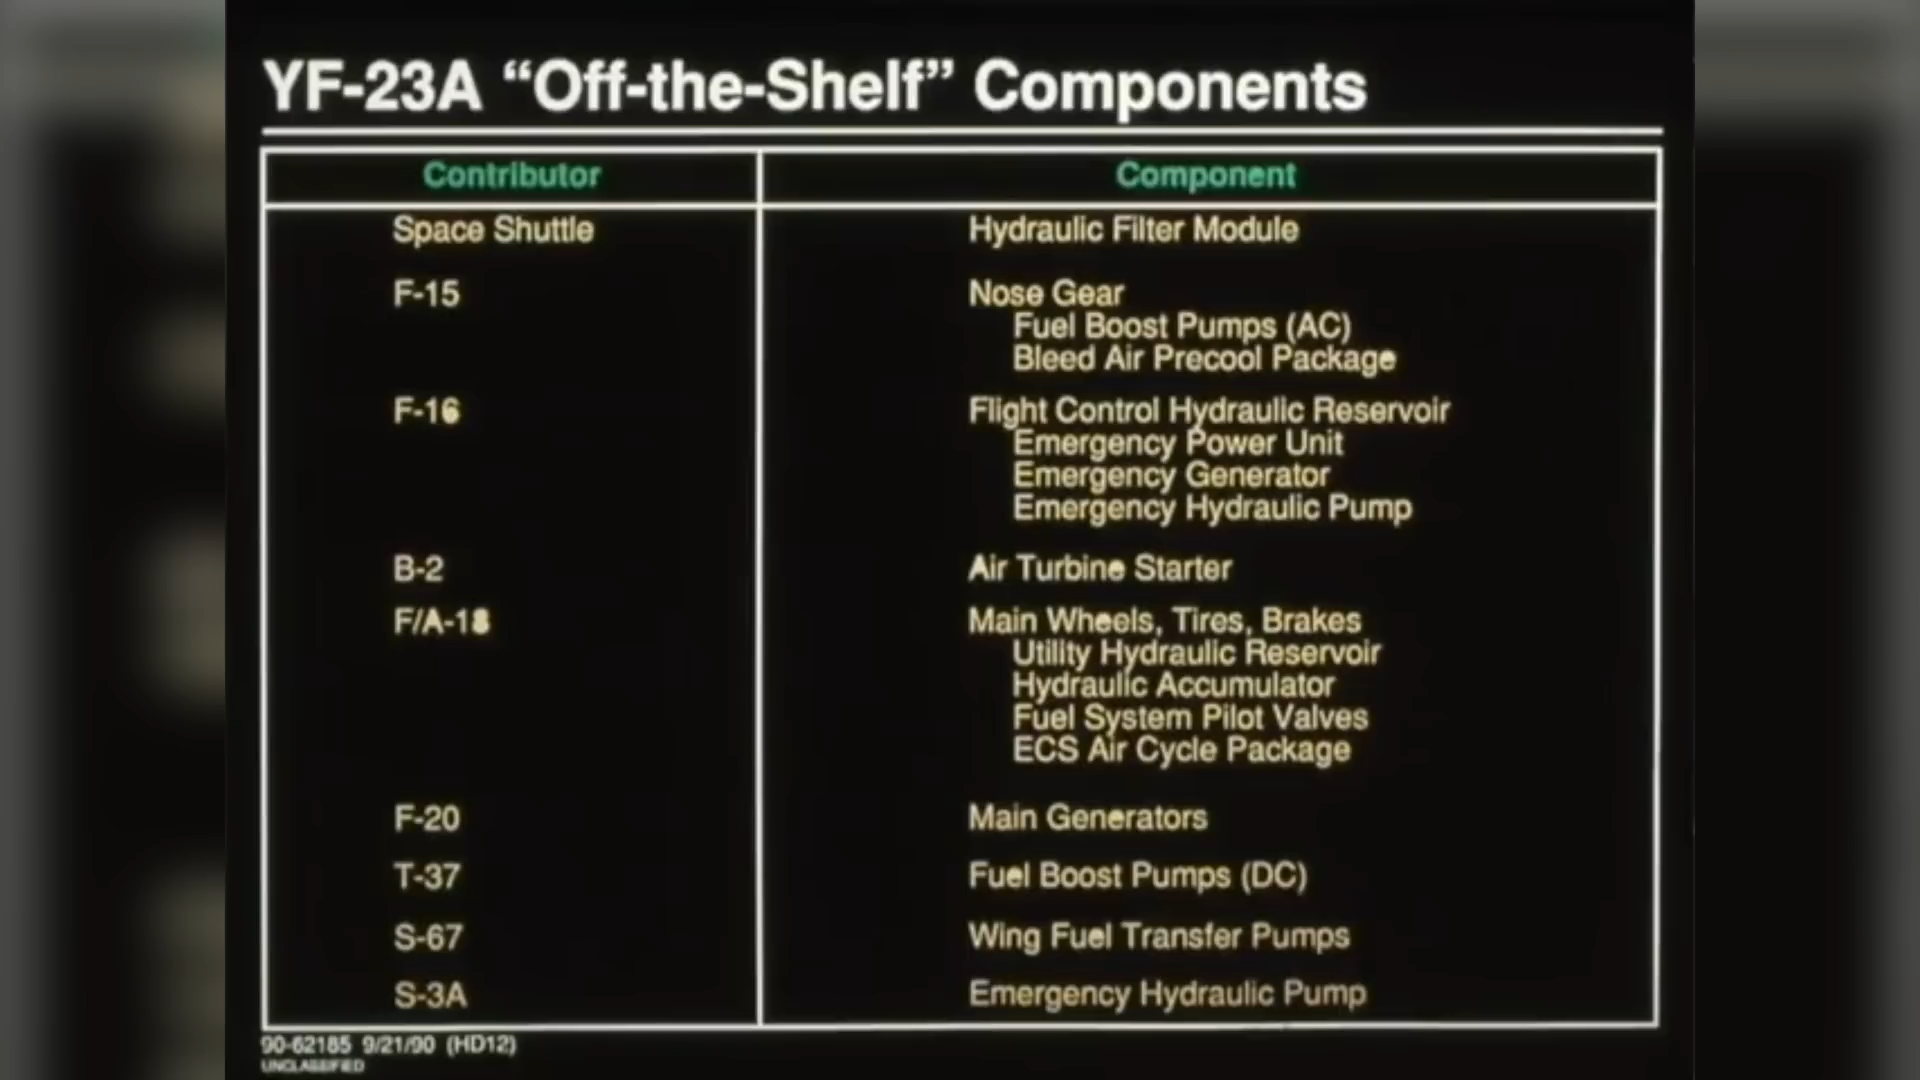 YF-23A “Off-the-Shelf” Components
Contributor Component
Space Shuttle Hydraulic Filter Module
F-15 Nose Gear
Fuel Boost Pumps (AC)
Bleed Air Precool Package
F-16 Flight Control Hydraulic Reservoir
Emergency Power Unit
Emergency Generator
Emergency Hydraulic Pump
B-2 Air Turbine Starter
F/A-18 Main Wheels, Tires, Brakes
Utility Hydraulic Reservoir
Hydraulic Accumulator
Fuel System Pilot Valves
ECS Air Cycle Package
F-20 Main Generators
T-37 Fuel Boost Pumps (DC)
S-67 Wing Fuel Transfer Pumps
S-3A Emergency Hydraulic Pump
90-62185 9/21/90 (HD12)
UNCLASSIFIED